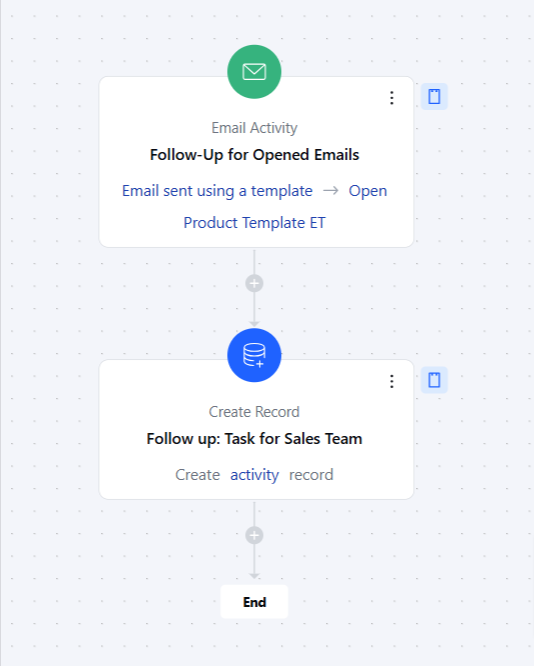 Email Activity
Follow-Up for Opened Emails
Email sent using a template → Open
Product Template ET
Create Record
Follow up: Task for Sales Team
Create activity record
End